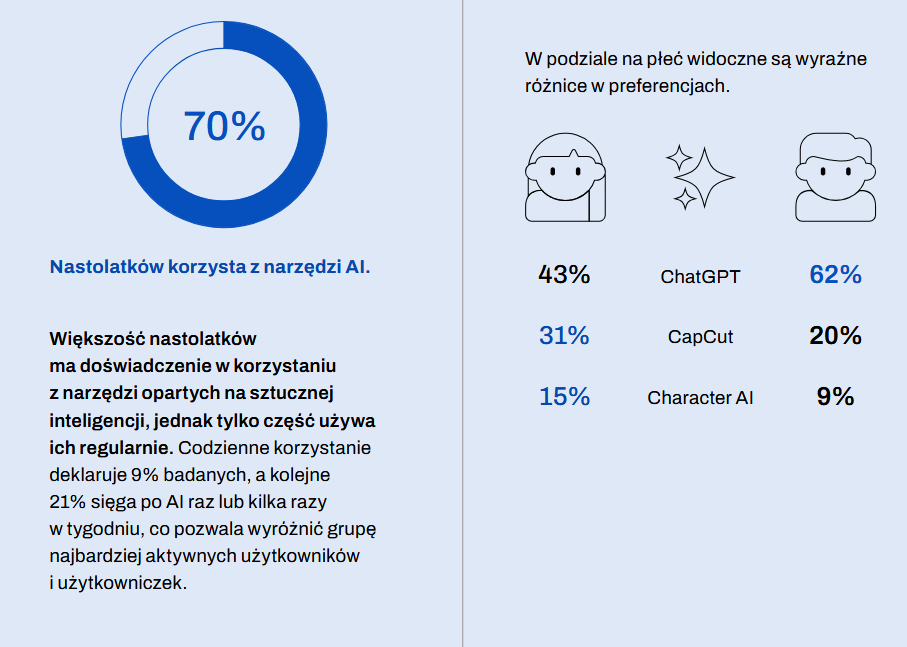 70%
Nastolatków korzysta z narzędzi AI.
Większość nastolatków
ma doświadczenie w korzystaniu
z narzędzi opartych na sztucznej
inteligencji, jednak tylko część używa
ich regularnie. Codzienne korzystanie
deklaruje 9% badanych, a kolejne
21% sięga po AI raz lub kilka razy
w tygodniu, co pozwala wyróżnić grupę
najbardziej aktywnych użytkowników
i użytkowniczek.
W podziale na płeć widoczne są wyraźne
różnice w preferencjach.
43% ChatGPT 62%
31% CapCut 20%
15% Character AI 9%